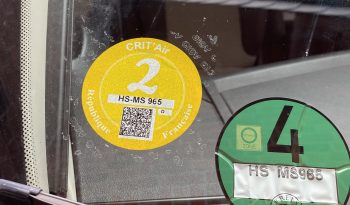 CRIT'Air
2
HS-MS 965
République Française
4
HS MS965